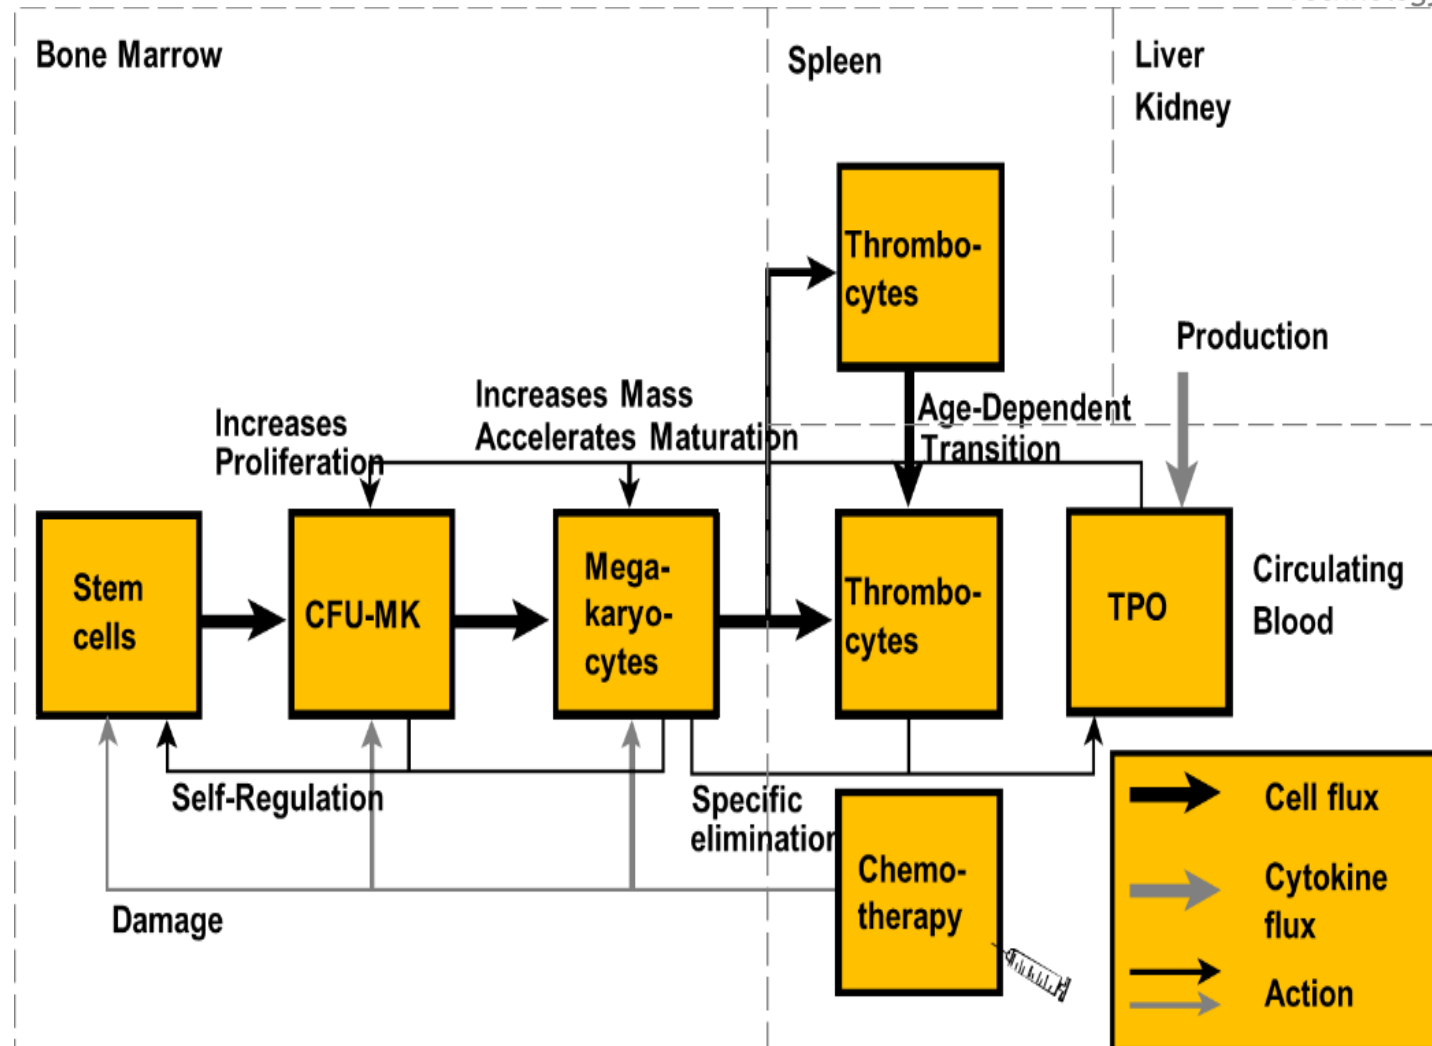 Bone Marrow
Spleen
Liver
Kidney
Thrombo-
cytes
Production
Increases Mass
Accelerates Maturation
Age-Dependent
Transition
Increases
Proliferation
Stem
cells
CFU-MK
Mega-
karyo-
cytes
Thrombo-
cytes
TPO
Circulating
Blood
Self-Regulation
Specific
elimination
Damage
Chemo-
therapy
Cell flux
Cytokine
flux
Action